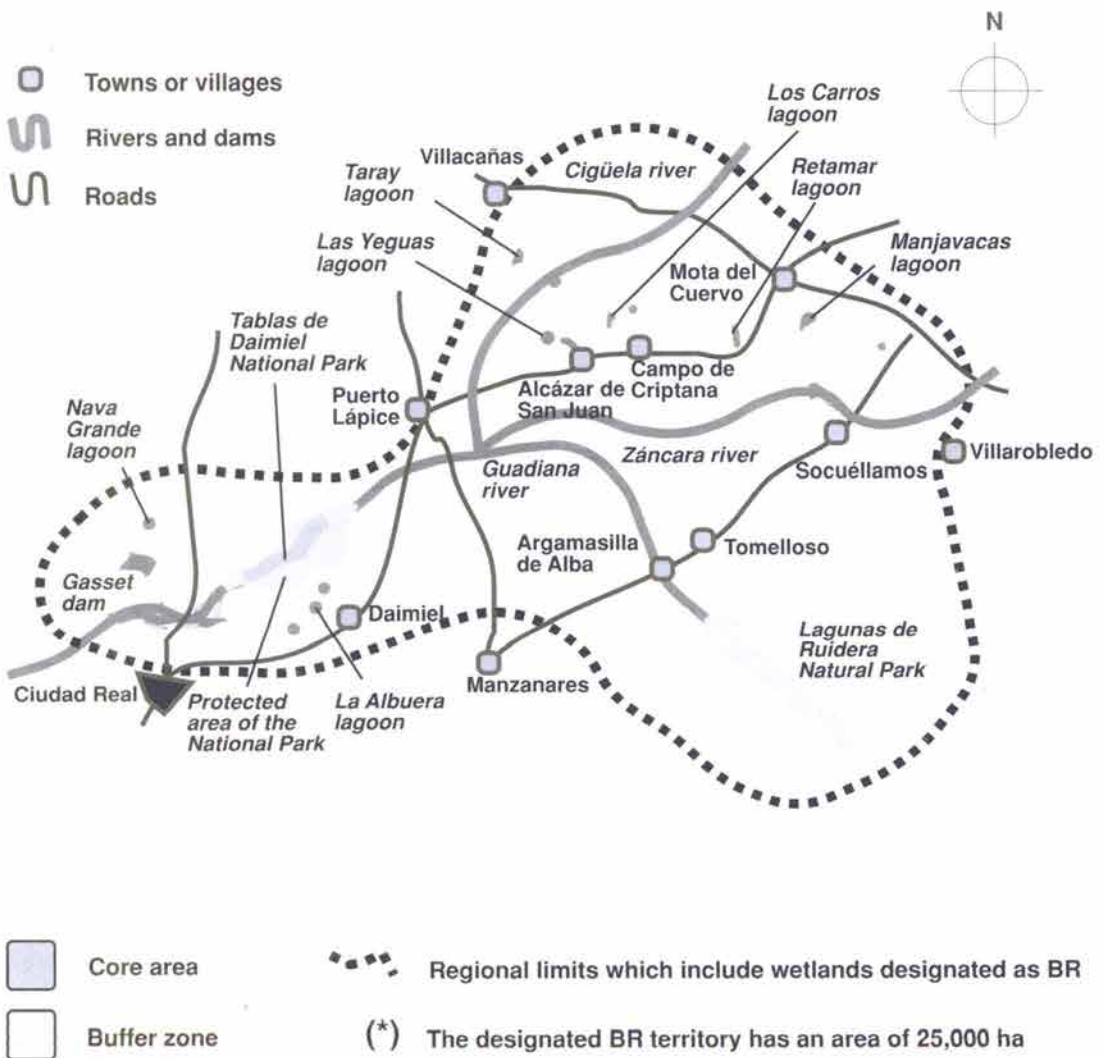 N
Towns or villages
Rivers and dams
Roads
Los Carros
lagoon
Villacañas
Cigüela river
Taray
lagoon
Retamar
lagoon
Las Yeguas
lagoon
Manjavacas
lagoon
Mota del
Cuervo
Tablas de
Daimiel
National Park
Puerto
Lápice
Alcázar de
San Juan
Campo de
Criptana
Nava
Grande
lagoon
Guadiana
river
Záncara river
Socuéllamos
Villarobledo
Argamasilla
de Alba
Tomelloso
Gasset
dam
Daimiel
Lagunas de
Ruidera
Natural Park
Ciudad Real
Manzanares
Protected
area of the
National Park
La Albuera
lagoon
Core area
Regional limits which include wetlands designated as BR
Buffer zone
(*) The designated BR territory has an area of 25,000 ha